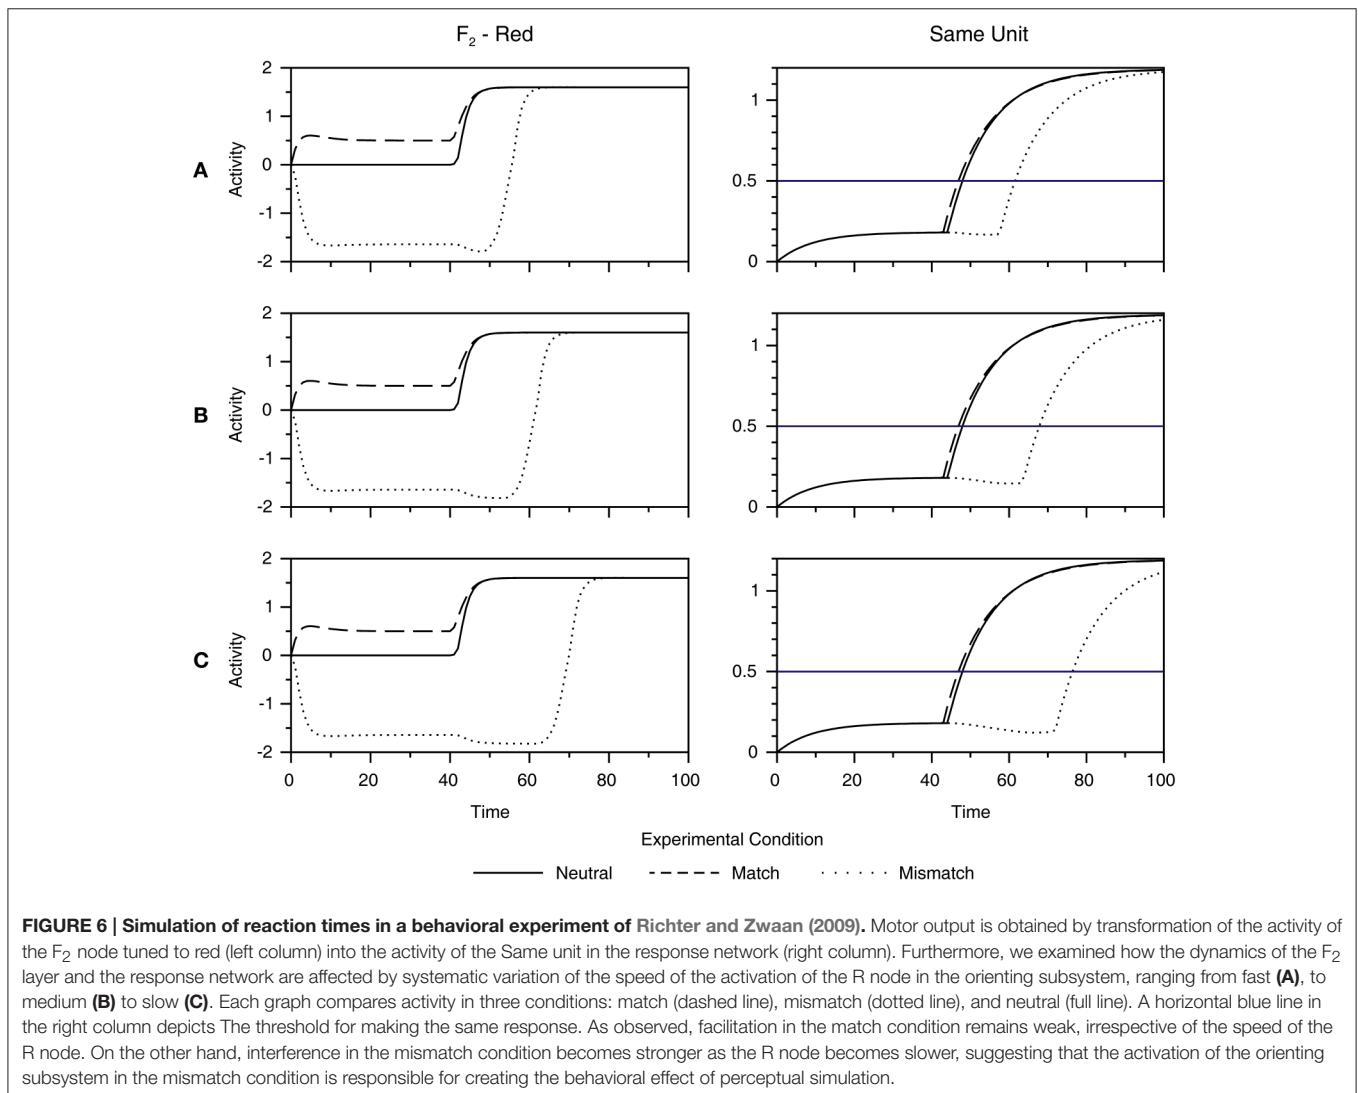 F2 - Red
Same Unit
A
Activity
2
1
0
-1
-2
1
0.5
0
B
Activity
2
1
0
-1
-2
1
0.5
0
C
Activity
2
1
0
-1
-2
1
0.5
0
0 20 40 60 80 100
0 20 40 60 80 100
Time
Time
Experimental Condition
Neutral Match Mismatch
FIGURE 6 | Simulation of reaction times in a behavioral experiment of Richter and Zwaan (2009). Motor output is obtained by transformation of the activity of
the F2 node tuned to red (left column) into the activity of the Same unit in the response network (right column). Furthermore, we examined how the dynamics of the F2
layer and the response network are affected by systematic variation of the speed of the activation of the R node in the orienting subsystem, ranging from fast (A), to
medium (B) to slow (C). Each graph compares activity in three conditions: match (dashed line), mismatch (dotted line), and neutral (full line). A horizontal blue line in
the right column depicts The threshold for making the same response. As observed, facilitation in the match condition remains weak, irrespective of the speed of the
R node. On the other hand, interference in the mismatch condition becomes stronger as the R node becomes slower, suggesting that the activation of the orienting
subsystem in the mismatch condition is responsible for creating the behavioral effect of perceptual simulation.